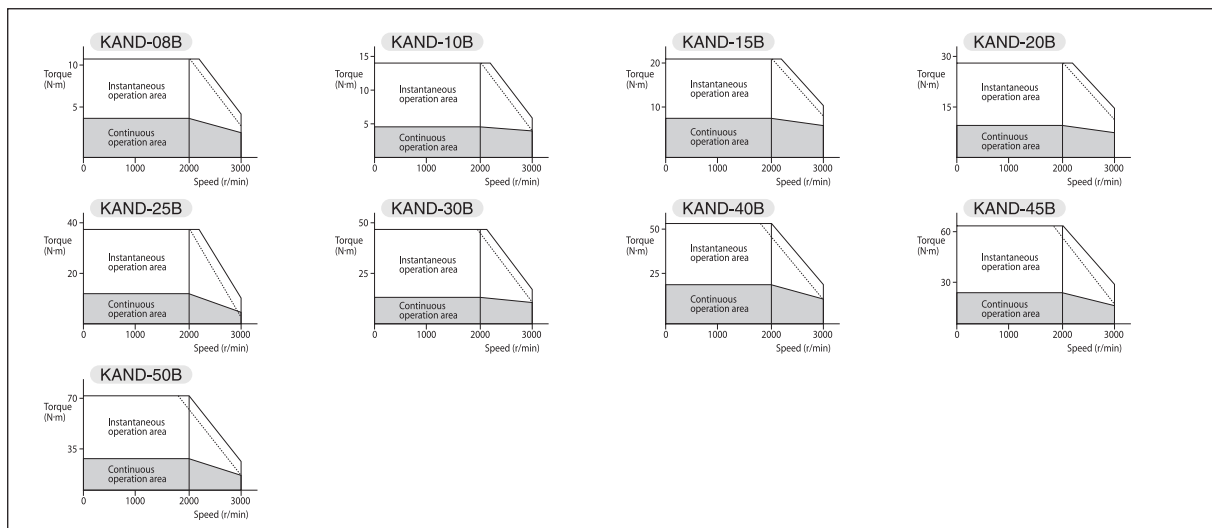 KAND-08B
10
Torque
(N·m)
5
Instantaneous
operation area
Continuous
operation area
0 1000 2000 3000
Speed (r/min)
KAND-10B
15
Torque
(N·m)
10
5
Instantaneous
operation area
Continuous
operation area
0 1000 2000 3000
Speed (r/min)
KAND-15B
20
Torque
(N·m)
10
Instantaneous
operation area
Continuous
operation area
0 1000 2000 3000
Speed (r/min)
KAND-20B
30
Torque
(N·m)
15
Instantaneous
operation area
Continuous
operation area
0 1000 2000 3000
Speed (r/min)
KAND-25B
40
Torque
(N·m)
20
Instantaneous
operation area
Continuous
operation area
0 1000 2000 3000
Speed (r/min)
KAND-30B
50
Torque
(N·m)
25
Instantaneous
operation area
Continuous
operation area
0 1000 2000 3000
Speed (r/min)
KAND-40B
50
Torque
(N·m)
25
Instantaneous
operation area
Continuous
operation area
0 1000 2000 3000
Speed (r/min)
KAND-45B
60
Torque
(N·m)
30
Instantaneous
operation area
Continuous
operation area
0 1000 2000 3000
Speed (r/min)
KAND-50B
70
Torque
(N·m)
35
Instantaneous
operation area
Continuous
operation area
0 1000 2000 3000
Speed (r/min)